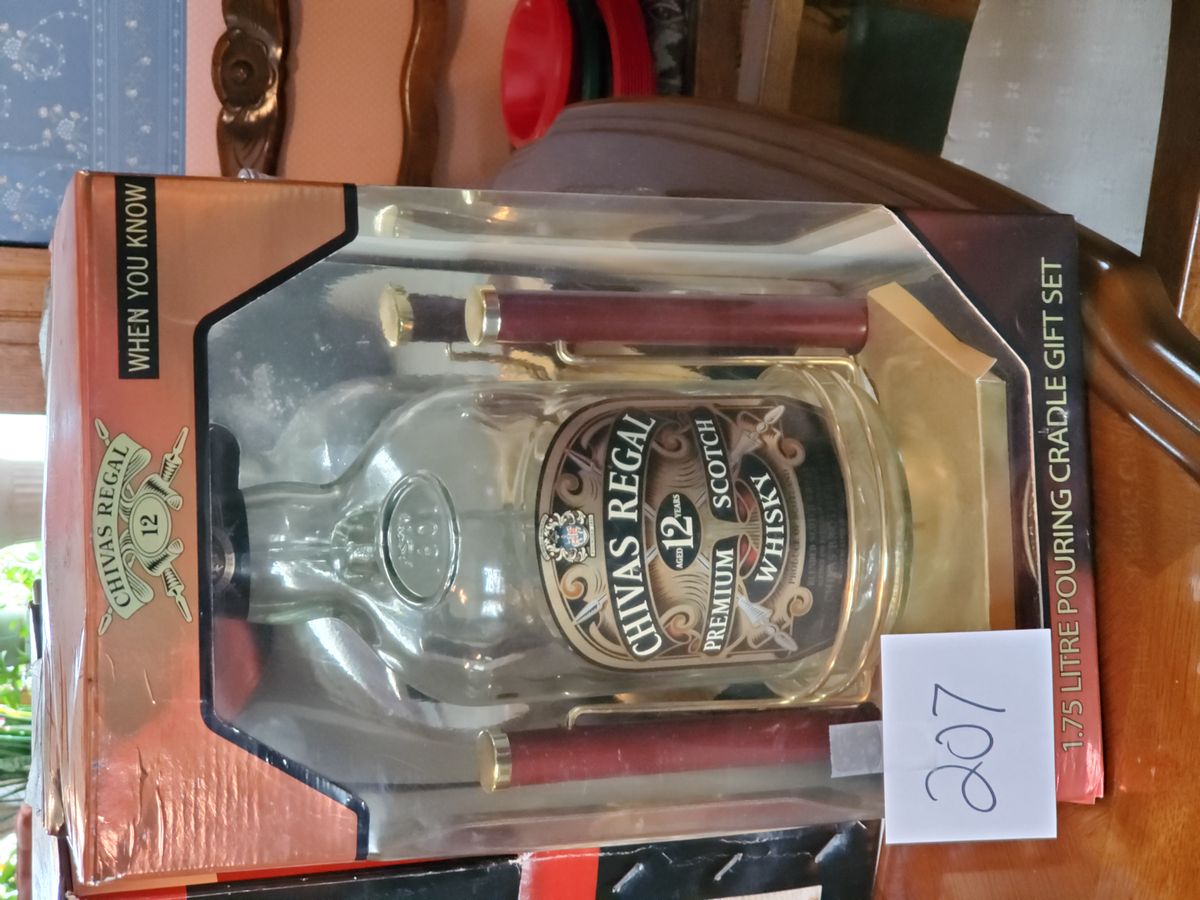 WHEN YOU KNOW
CHIVAS REGAL
12
CHIVAS REGAL
AGED 12 YEARS
PREMIUM SCOTCH
WHISKY
1.75 LITRE POURING CRADLE GIFT SET
207